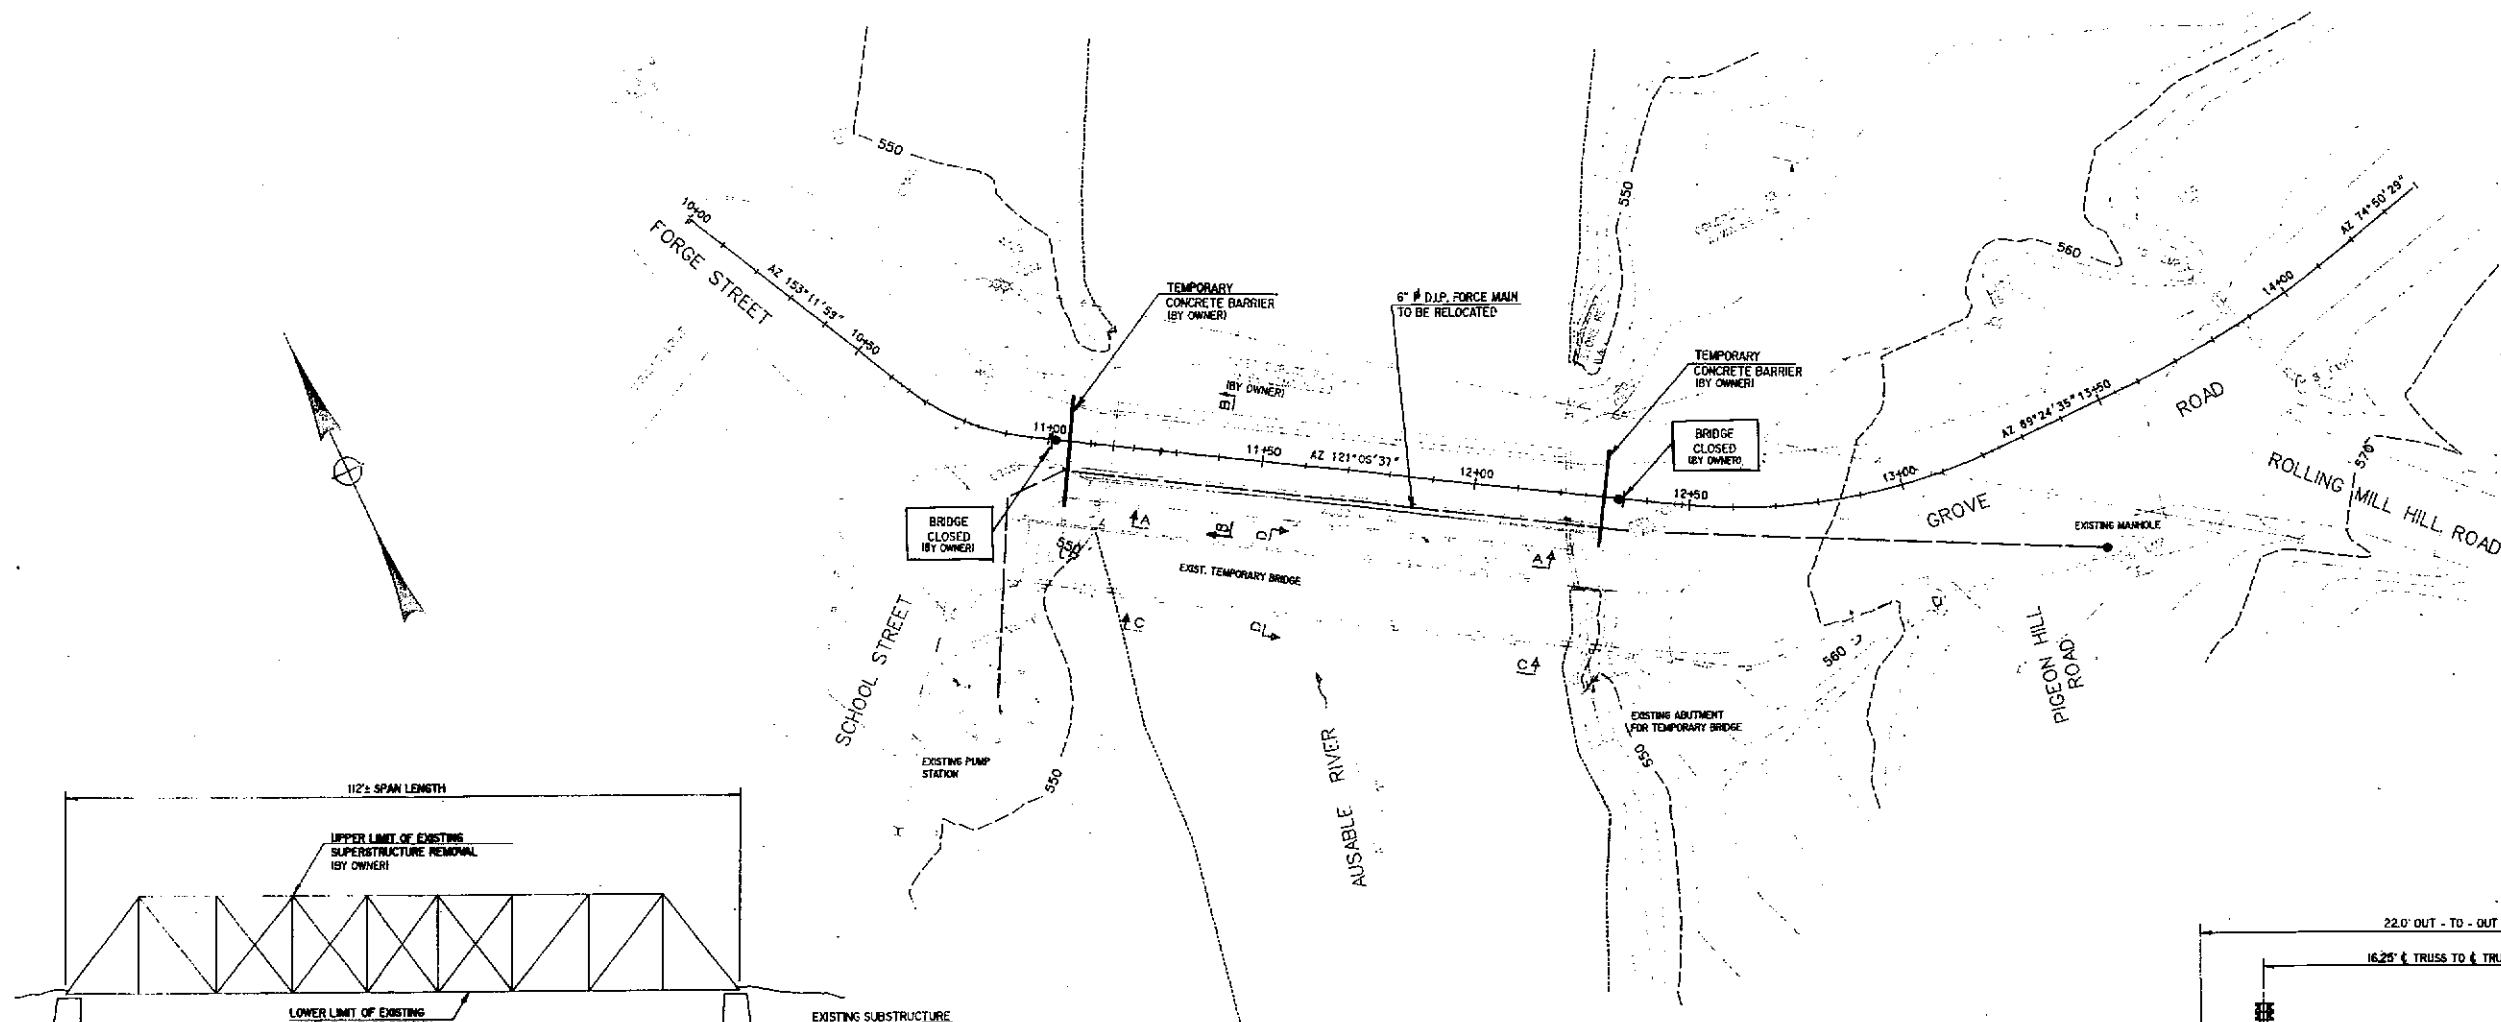 550
10+00
FORGE STREET
AZ 153°11'59"
10+50
TEMPORARY
CONCRETE BARRIER
(BY OWNER)
6" D.I.P. FORCE MAIN
TO BE RELOCATED
550
560
AZ 74°50'29"
14+00
TEMPORARY
CONCRETE BARRIER
(BY OWNER)
(BY OWNER)
B
11+00
11+50
AZ 121°05'37"
12+00
12+50
BRIDGE
CLOSED
(BY OWNER)
13+00
AZ 89°24'35"
13+50
GROVE
ROAD
570
ROLLING MILL HILL ROAD
BRIDGE
CLOSED
(BY OWNER)
550
A
B
D
A
EXIST. TEMPORARY BRIDGE
EXISTING MANHOLE
C
D
C
560
PIGEON HILL
ROAD
SCHOOL STREET
EXISTING PUMP
STATION
550
AUSABLE RIVER
EXISTING ABUTMENT
FOR TEMPORARY BRIDGE
550
112'± SPAN LENGTH
UPPER LIMIT OF EXISTING
SUPERSTRUCTURE REMOVAL
(BY OWNER)
LOWER LIMIT OF EXISTING
EXISTING SUBSTRUCTURE
22.0' OUT - TO - OUT
16.25' ℄ TRUSS TO ℄ TRU